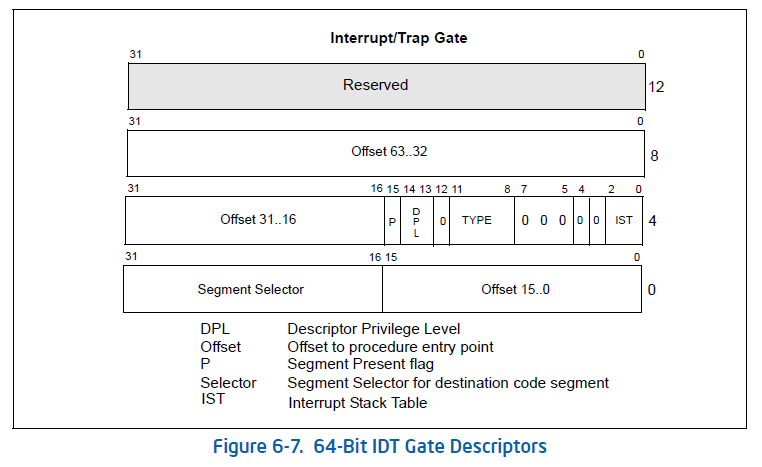 Interrupt/Trap Gate
31 0
Reserved 12
31 0
Offset 63..32 8
31 16 15 14 13 12 11 8 7 5 4 2 0
Offset 31..16 P DPL 0 TYPE 0 0 0 0 0 IST 4
31 16 15 0
Segment Selector Offset 15..0 0
DPL Descriptor Privilege Level
Offset Offset to procedure entry point
P Segment Present flag
Selector Segment Selector for destination code segment
IST Interrupt Stack Table
Figure 6-7. 64-Bit IDT Gate Descriptors